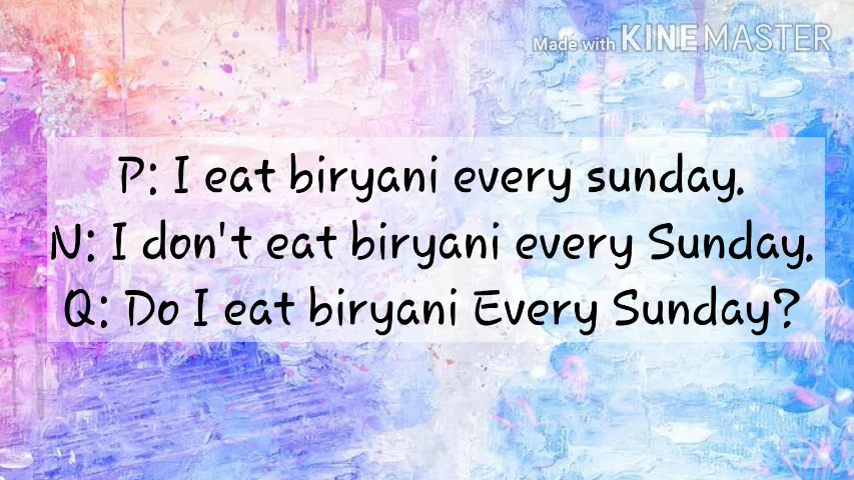 Made with KINEMASTER
P: I eat biryani every sunday.
N: I don't eat biryani every Sunday.
Q: Do I eat biryani Every Sunday?